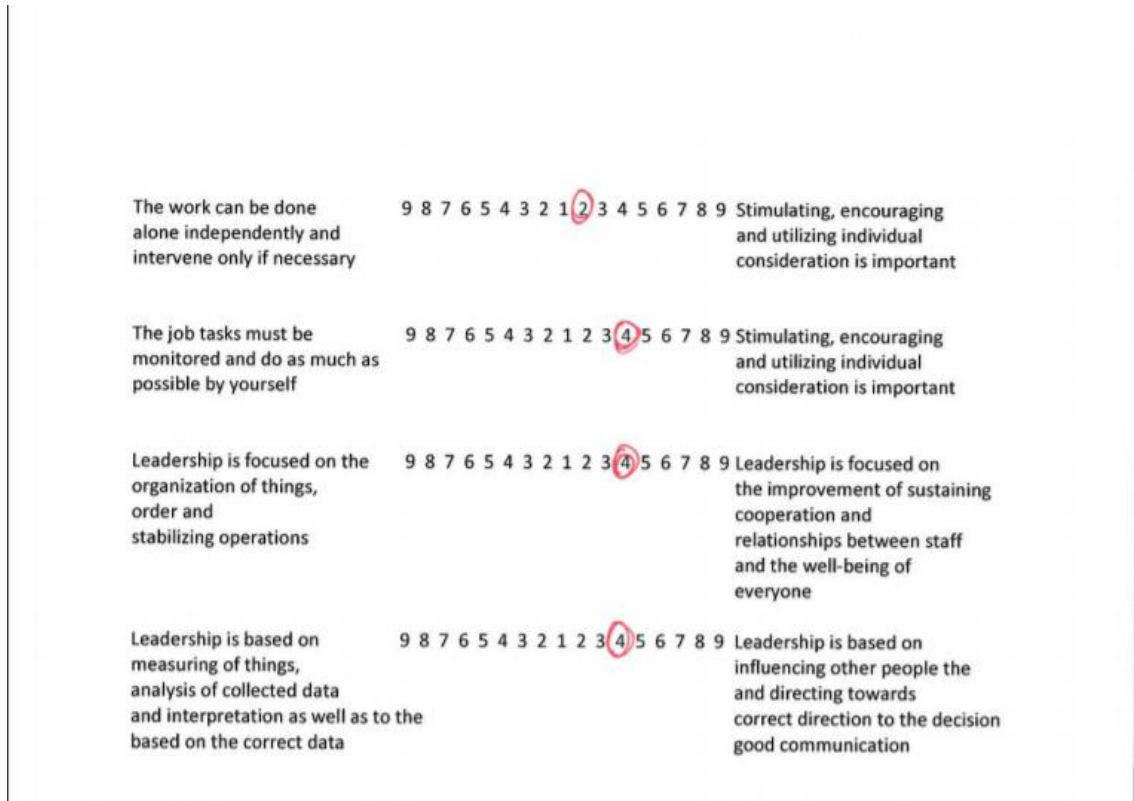 The work can be done 9 8 7 6 5 4 3 2 1 2 3 4 5 6 7 8 9 Stimulating, encouraging
alone independently and and utilizing individual
intervene only if necessary consideration is important
The job tasks must be 9 8 7 6 5 4 3 2 1 2 3 4 5 6 7 8 9 Stimulating, encouraging
monitored and do as much as and utilizing individual
possible by yourself consideration is important
Leadership is focused on the 9 8 7 6 5 4 3 2 1 2 3 4 5 6 7 8 9 Leadership is focused on
organization of things, the improvement of sustaining
order and cooperation and
stabilizing operations relationships between staff
and the well-being of
everyone
Leadership is based on 9 8 7 6 5 4 3 2 1 2 3 4 5 6 7 8 9 Leadership is based on
measuring of things, influencing other people the
analysis of collected data and directing towards
and interpretation as well as to the correct direction to the decision
based on the correct data good communication